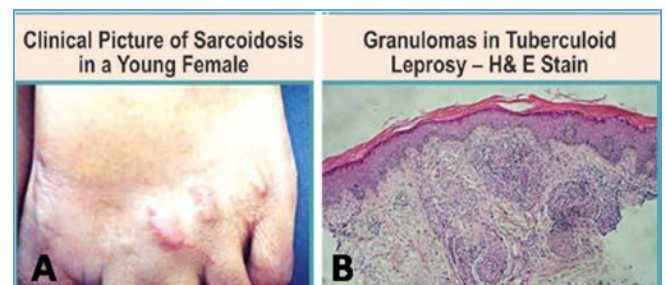 Clinical Picture of Sarcoidosis
in a Young Female
Granulomas in Tuberculoid
Leprosy – H& E Stain
A
B